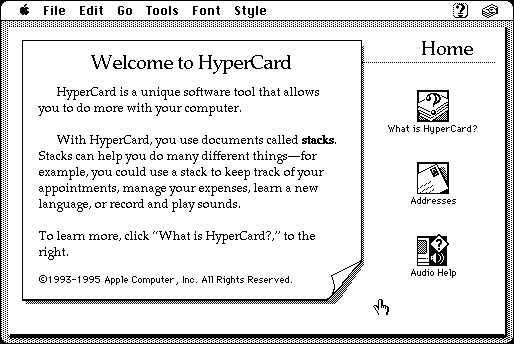 File Edit Go Tools Font Style
Home
Welcome to HyperCard
HyperCard is a unique software tool that allows
you to do more with your computer.
With HyperCard, you use documents called stacks.
Stacks can help you do many different things—for
example, you could use a stack to keep track of your
appointments, manage your expenses, learn a new
language, or record and play sounds.
To learn more, click “What is HyperCard?,” to the
right.
©1993-1995 Apple Computer, Inc. All Rights Reserved.
What is HyperCard?
Addresses
Audio Help